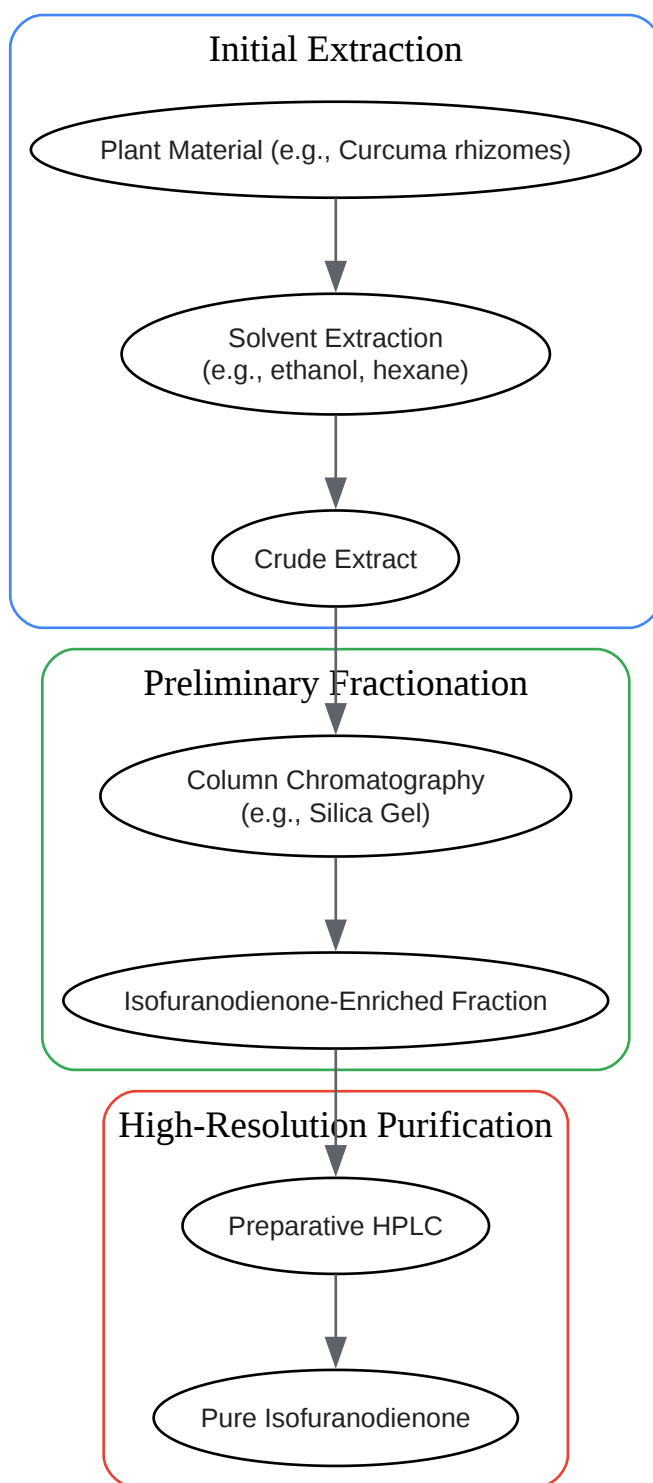 Initial Extraction
Plant Material (e.g., Curcuma rhizomes)
Solvent Extraction
(e.g., ethanol, hexane)
Crude Extract
Preliminary Fractionation
Column Chromatography
(e.g., Silica Gel)
Isofuranodienone-Enriched Fraction
High-Resolution Purification
Preparative HPLC
Pure Isofuranodienone